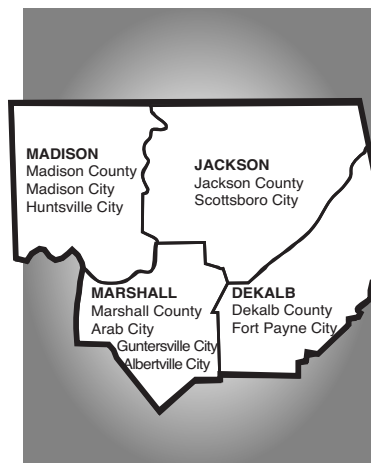 MADISON
Madison County
Madison City
Huntsville City
JACKSON
Jackson County
Scottsboro City
MARSHALL
Marshall County
Arab City
Guntersville City
Albertville City
DEKALB
Dekalb County
Fort Payne City